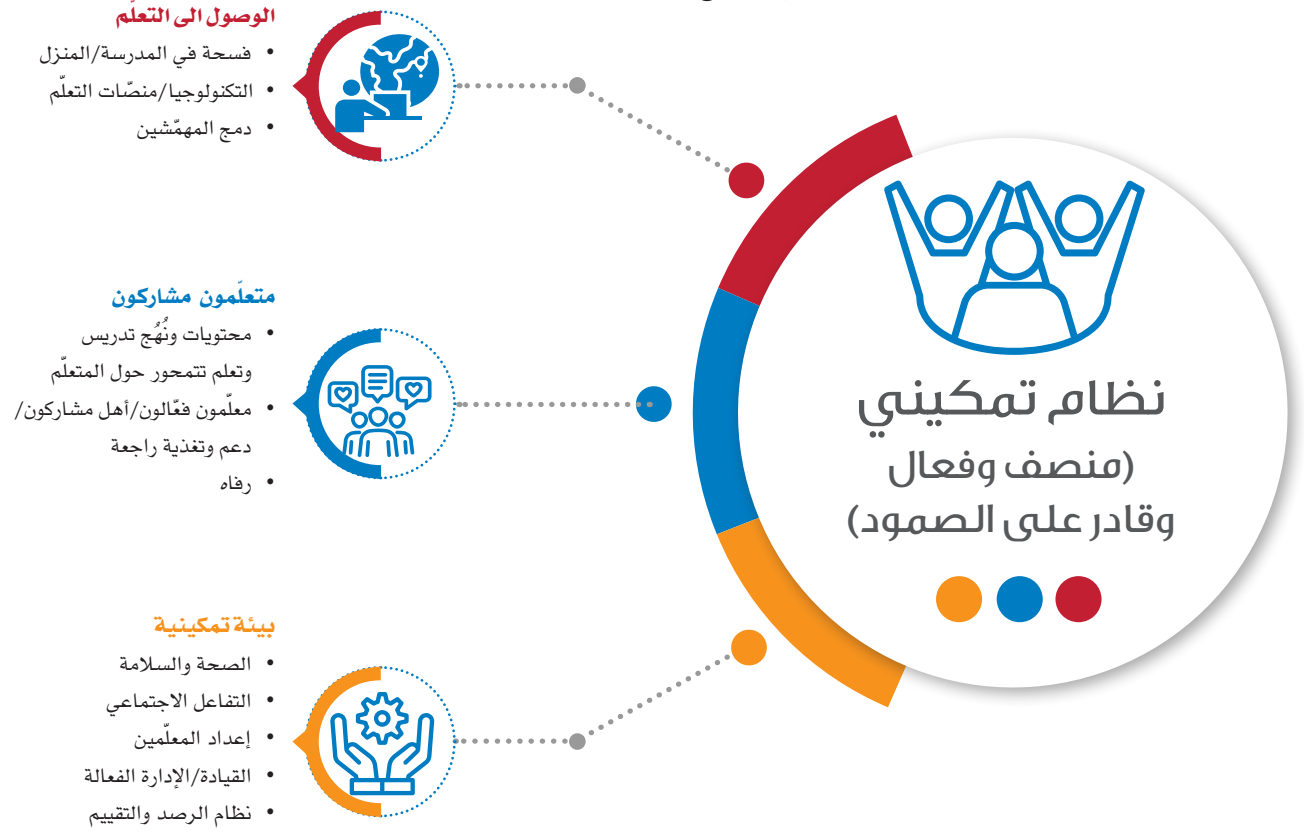 الوصول الى التعلّم
• فسحة في المدرسة/المنزل
• التكنولوجيا/منصّات التعلّم
• دمج المهمّشين
متعلّمون مشاركون
• محتويات ونُهُج تدريس
وتعلم تتمحور حول المتعلّم
• معلّمون فعّالون/أهل مشاركون/
دعم وتغذية راجعة
• رفاه
بيئة تمكينية
• الصحة والسلامة
• التفاعل الاجتماعي
• إعداد المعلّمين
• القيادة/الإدارة الفعالة
• نظام الرصد والتقييم
نظام تمكيني
(منصف وفعال
وقادر على الصمود)